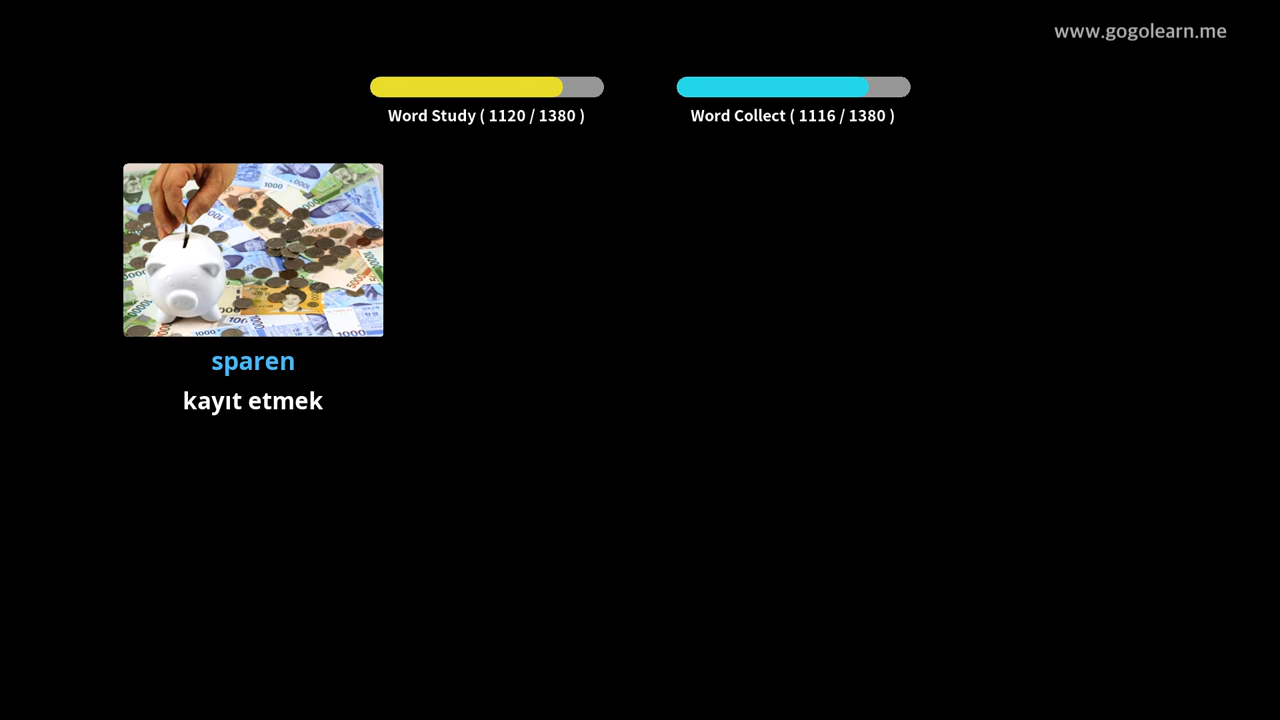 www.gogolearn.me
Word Study ( 1120 / 1380 )
Word Collect ( 1116 / 1380 )
sparen
kayıt etmek